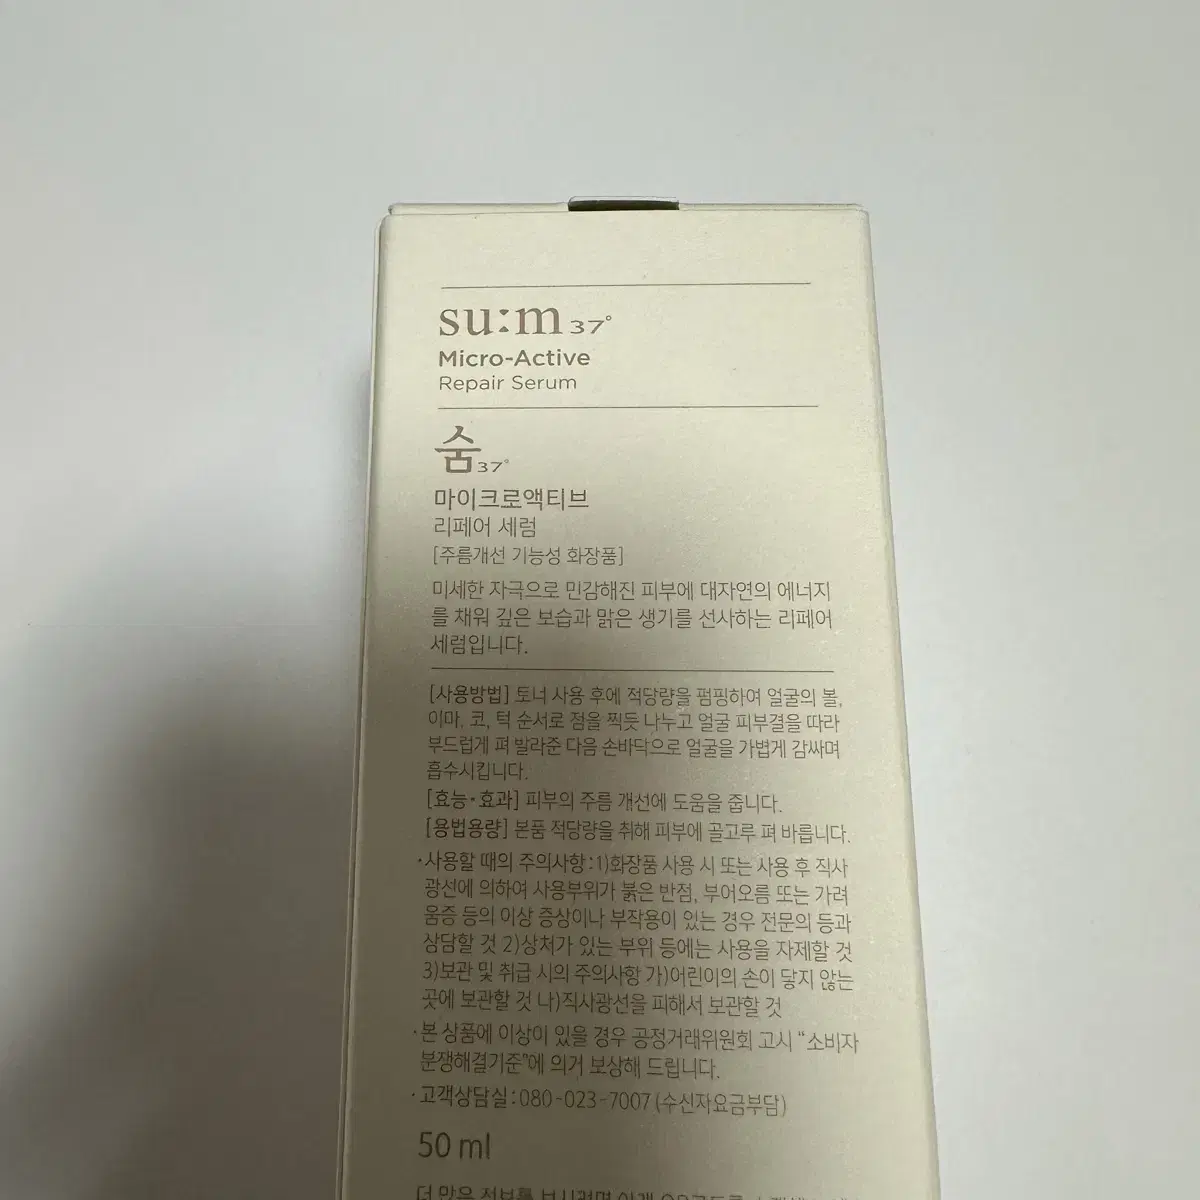 su:m37°
Micro-Active
Repair Serum
숨37°
마이크로액티브
리페어 세럼
[주름개선 기능성 화장품]
미세한 자극으로 민감해진 피부에 대자연의 에너지
를 채워 깊은 보습과 맑은 생기를 선사하는 리페어
세럼입니다.
[사용방법] 토너 사용 후에 적당량을 펌핑하여 얼굴의 볼,
이마, 코, 턱 순서로 점을 찍듯 나누고 얼굴 피부결을 따라
부드럽게 펴 발라준 다음 손바닥으로 얼굴을 가볍게 감싸며
흡수시킵니다.
[효능·효과] 피부의 주름 개선에 도움을 줍니다.
[용법용량] 본품 적당량을 취해 피부에 골고루 펴 바릅니다.
·사용할 때의 주의사항:1)화장품 사용 시 또는 사용 후 직사
광선에 의하여 사용부위가 붉은 반점, 부어오름 또는 가려
움증 등의 이상 증상이나 부작용이 있는 경우 전문의 등과
상담할 것 2)상처가 있는 부위 등에는 사용을 자제할 것
3)보관 및 취급 시의 주의사항 가)어린이의 손이 닿지 않는
곳에 보관할 것 나)직사광선을 피해서 보관할 것
·본 상품에 이상이 있을 경우 공정거래위원회 고시 "소비자
분쟁해결기준"에 의거 보상해 드립니다.
·고객상담실:080-023-7007(수신자요금부담)
50 ml
더 많은 정보를